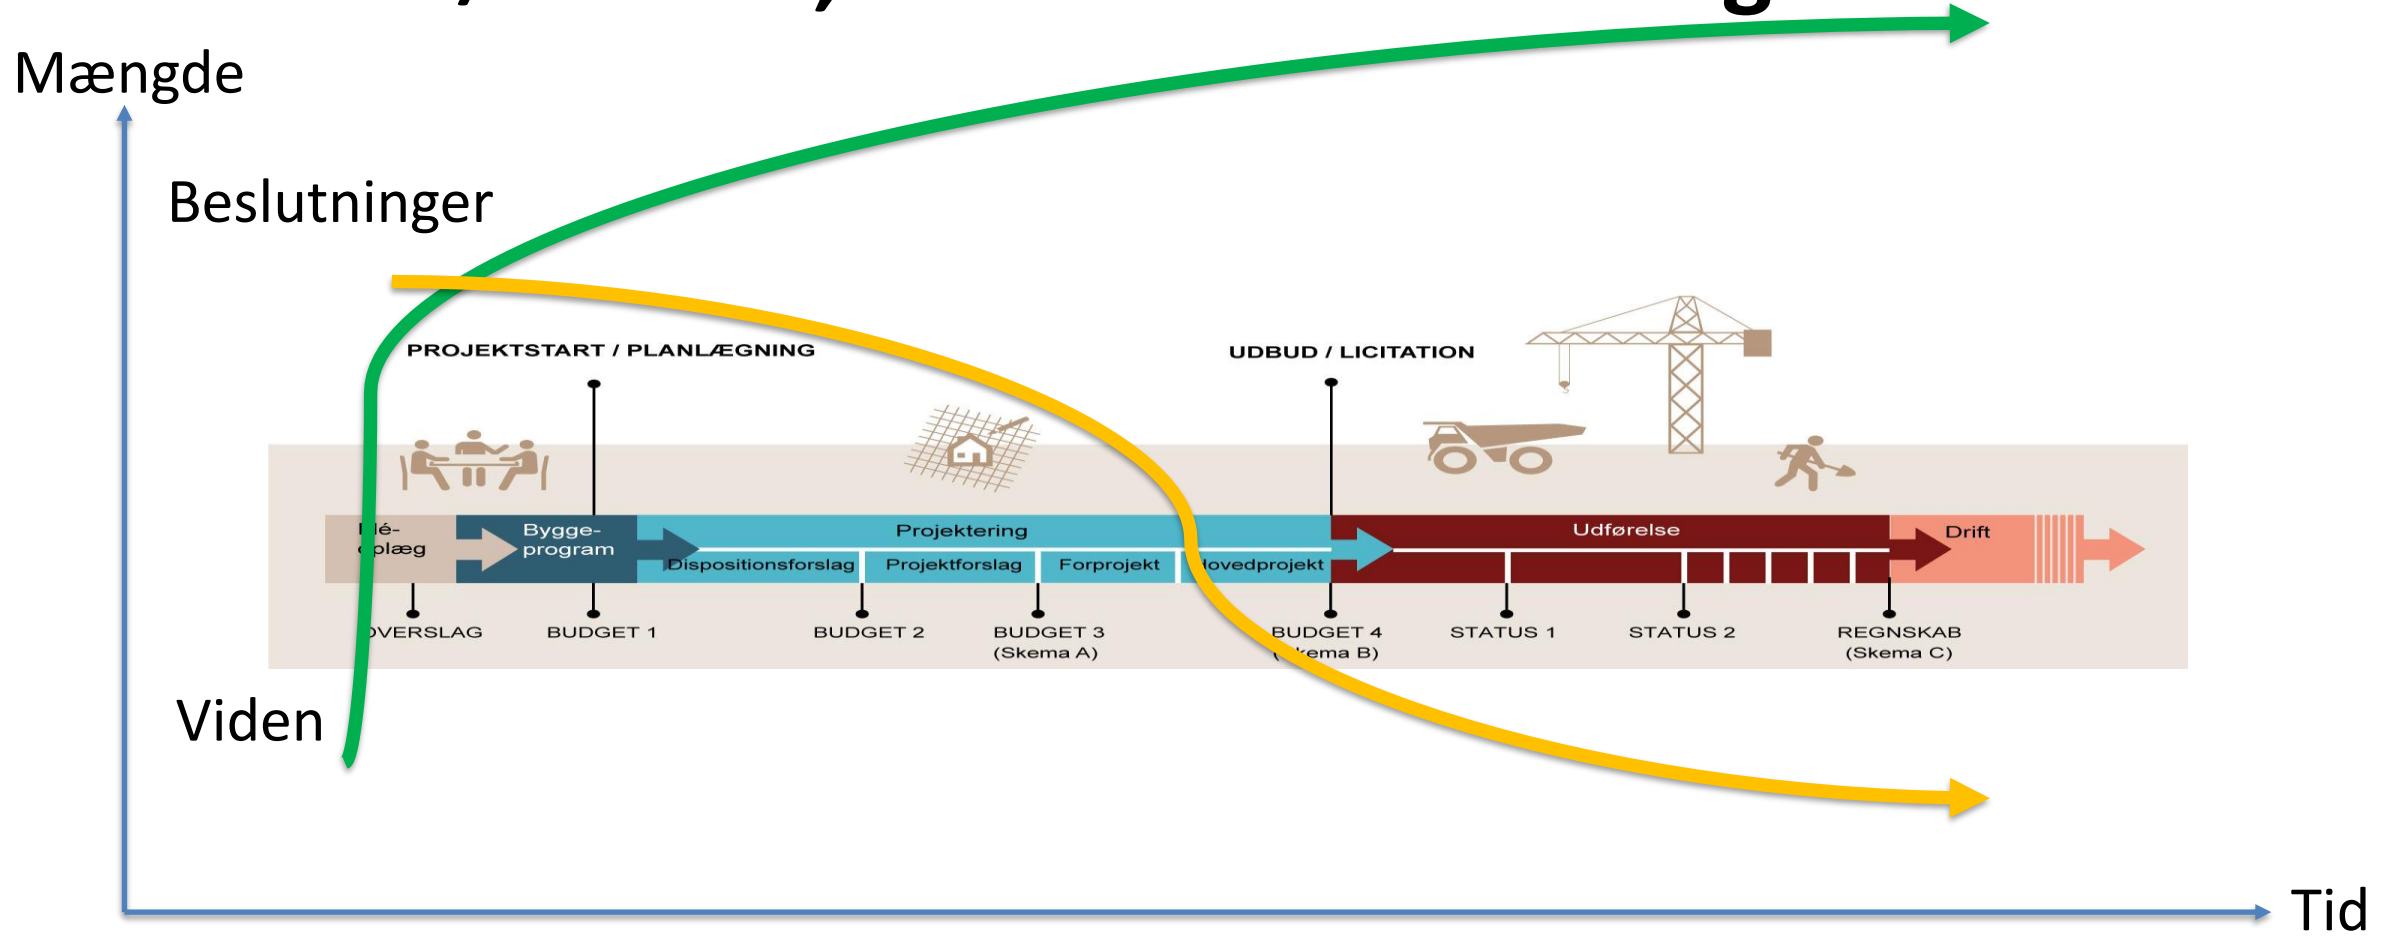 Mængde
Beslutninger
PROJEKTSTART / PLANLÆGNING
UDBUD / LICITATION
Bygge-
program
Projektering
Dispositionsforslag
Projektforslag
Forprojekt
Udførelse
Drift
BUDGET 1
BUDGET 2
BUDGET 3
(Skema A)
BUDGET 4
(Skema B)
STATUS 1
STATUS 2
REGNSKAB
(Skema C)
Viden
Tid